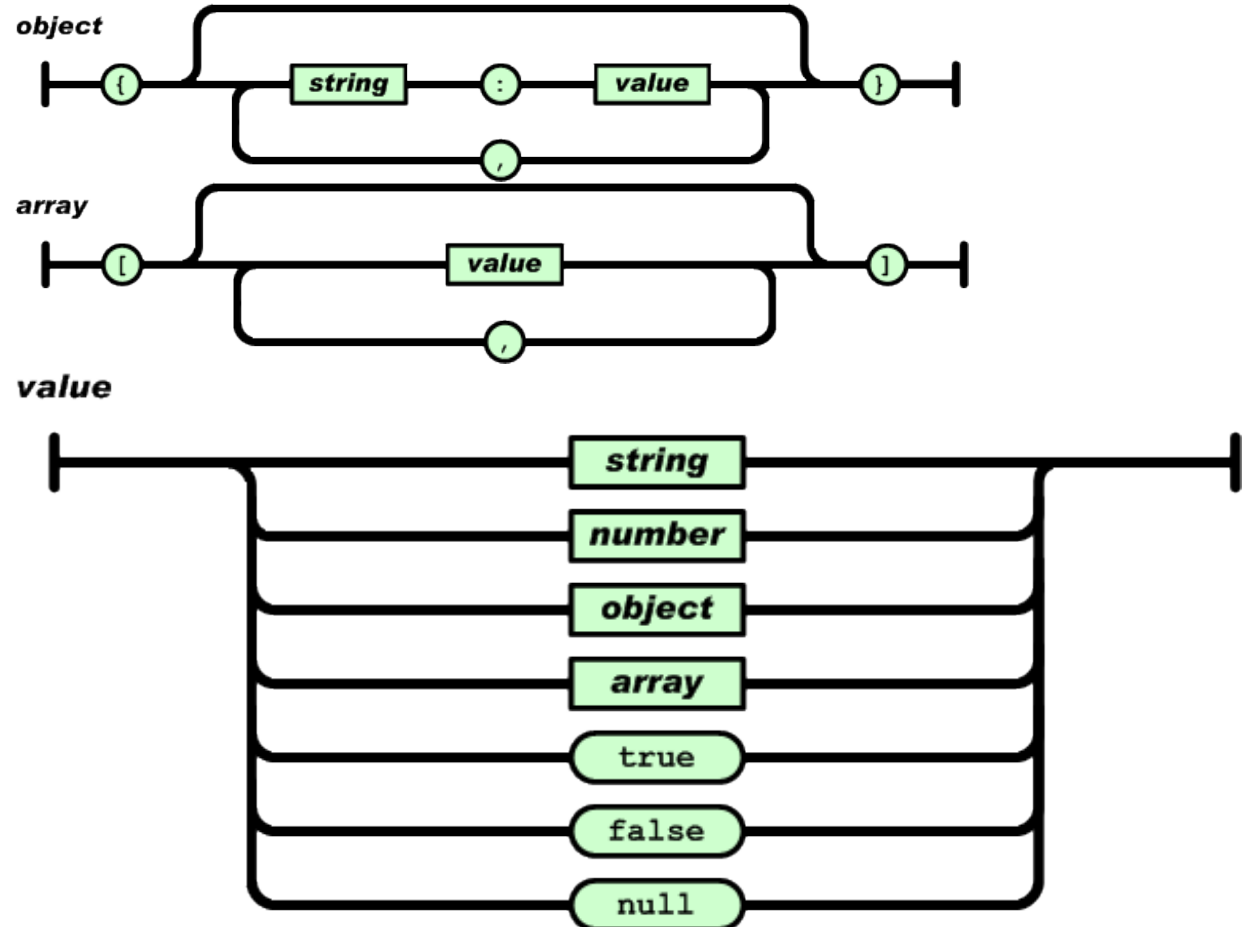 object
{ string : value }
,
array
[ value ]
,
value
string
number
object
array
true
false
null